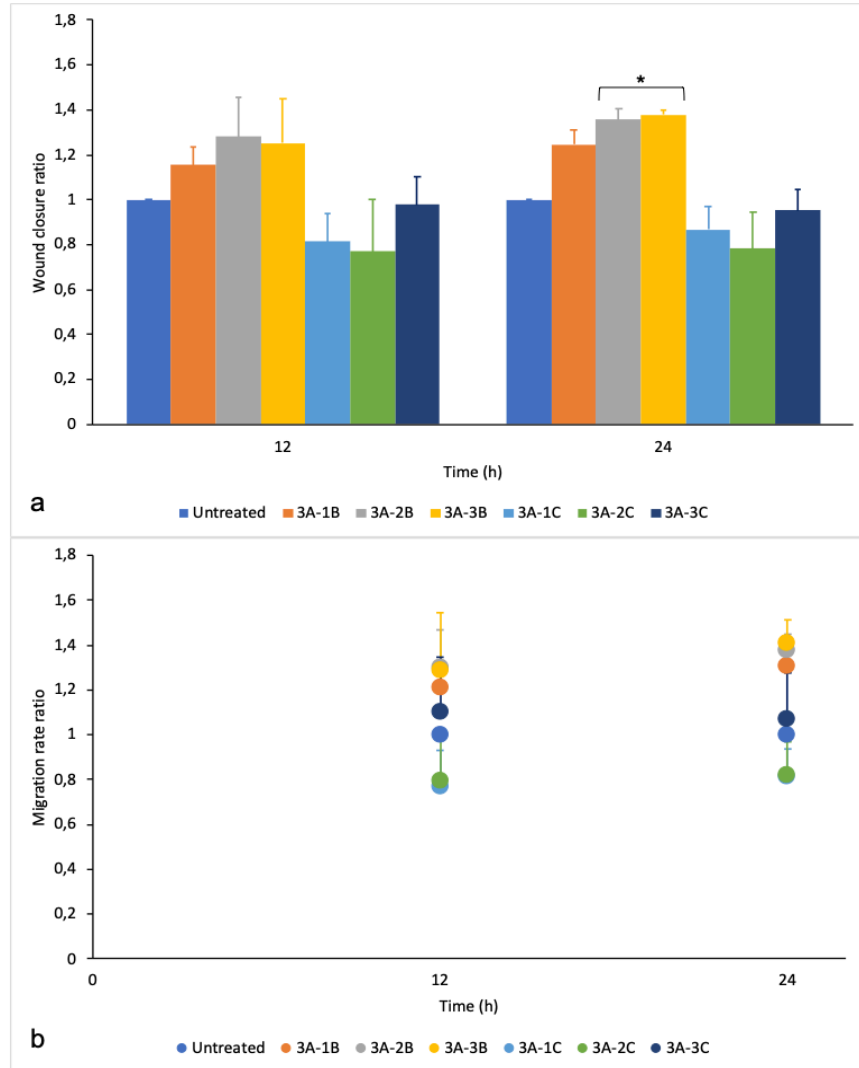 1,8
1,6
*
1,4
1,2
1
0,8
0,6
0,4
0,2
0
Wound closure ratio
12 24
Time (h)
a
Untreated 3A-1B 3A-2B 3A-3B 3A-1C 3A-2C 3A-3C
1,8
1,6
1,4
1,2
1
0,8
0,6
0,4
0,2
0
Migration rate ratio
0 12 24
Time (h)
b
Untreated 3A-1B 3A-2B 3A-3B 3A-1C 3A-2C 3A-3C